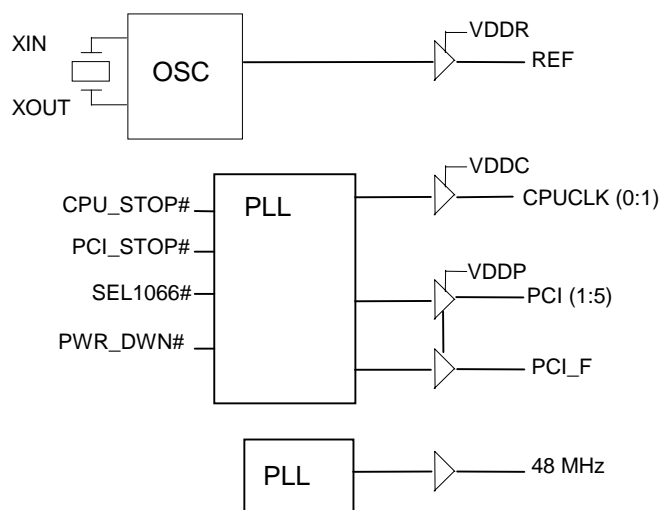 XIN
OSC
XOUT
VDDR
REF
CPU_STOP#
PCI_STOP#
SEL1066#
PWR_DWN#
PLL
VDDC
CPUCLK (0:1)
VDDP
PCI (1:5)
PCI_F
PLL
48 MHz